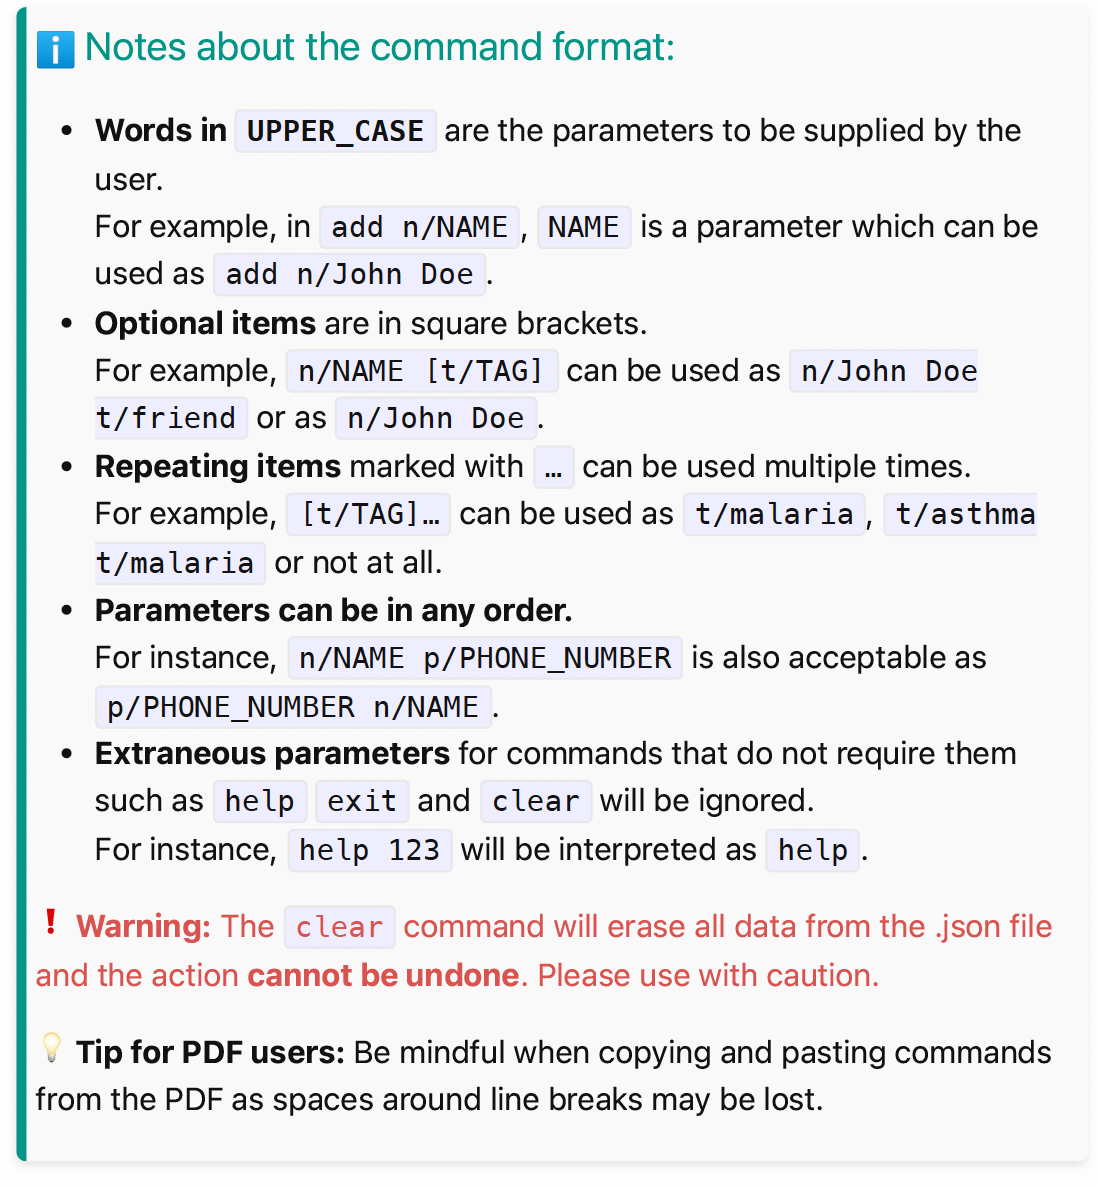 ℹ️ Notes about the command format:
• Words in UPPER_CASE are the parameters to be supplied by the
user.
For example, in add n/NAME, NAME is a parameter which can be
used as add n/John Doe.
• Optional items are in square brackets.
For example, n/NAME [t/TAG] can be used as n/John Doe
t/friend or as n/John Doe.
• Repeating items marked with … can be used multiple times.
For example, [t/TAG]… can be used as t/malaria, t/asthma
t/malaria or not at all.
• Parameters can be in any order.
For instance, n/NAME p/PHONE_NUMBER is also acceptable as
p/PHONE_NUMBER n/NAME.
• Extraneous parameters for commands that do not require them
such as help exit and clear will be ignored.
For instance, help 123 will be interpreted as help.
❗ Warning: The clear command will erase all data from the .json file
and the action cannot be undone. Please use with caution.
💡 Tip for PDF users: Be mindful when copying and pasting commands
from the PDF as spaces around line breaks may be lost.